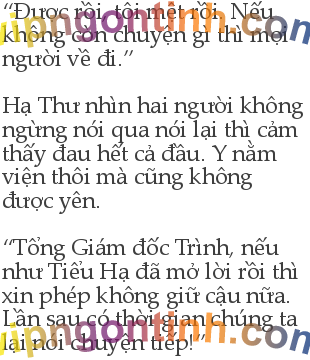 “Được rồi, tôi mệt rồi. Nếu
không còn chuyện gì thì mọi
người về đi.”
Hạ Thư nhìn hai người không
ngừng nói qua nói lại thì cảm
thấy đau hết cả đầu. Y nằm
viện thôi mà cũng không
được yên.
“Tổng Giám đốc Trình, nếu
như Tiểu Hạ đã mở lời rồi thì
xin phép không giữ cậu nữa.
Lần sau có thời gian chúng ta
lại nói chuyện tiếp!”